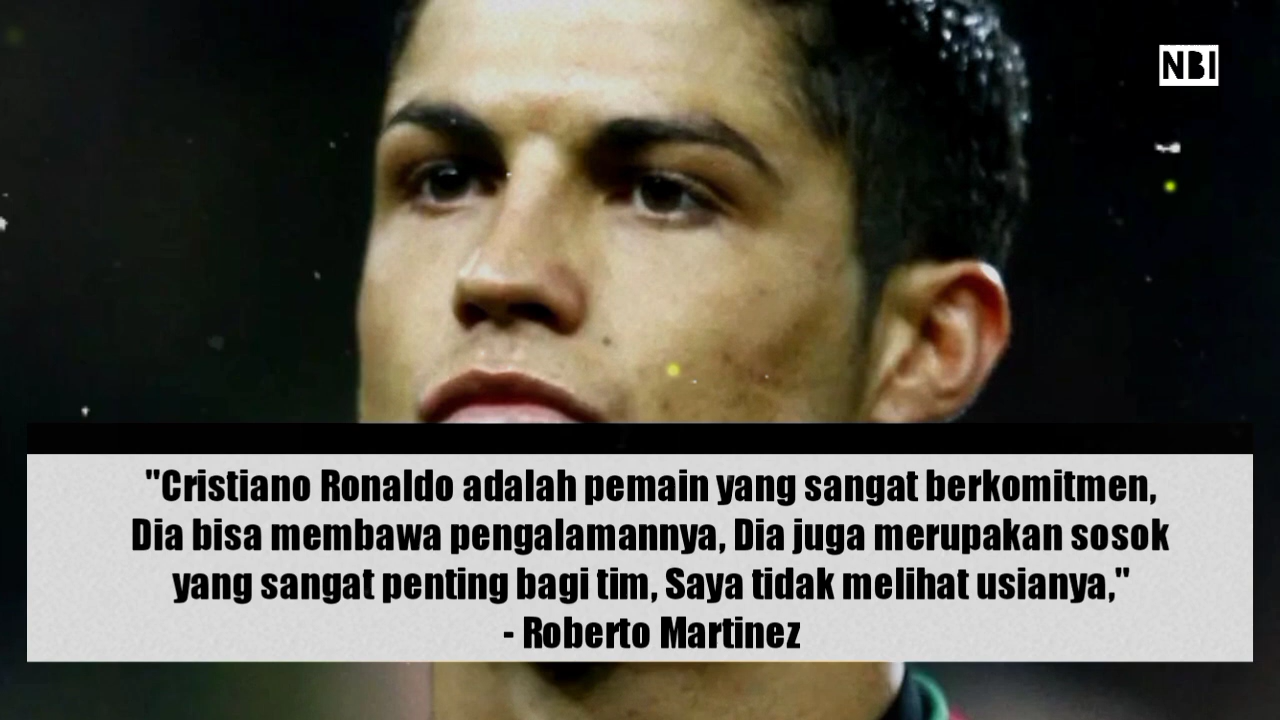 NBI
"Cristiano Ronaldo adalah pemain yang sangat berkomitmen,
Dia bisa membawa pengalamannya, Dia juga merupakan sosok
yang sangat penting bagi tim, Saya tidak melihat usianya,"
- Roberto Martinez